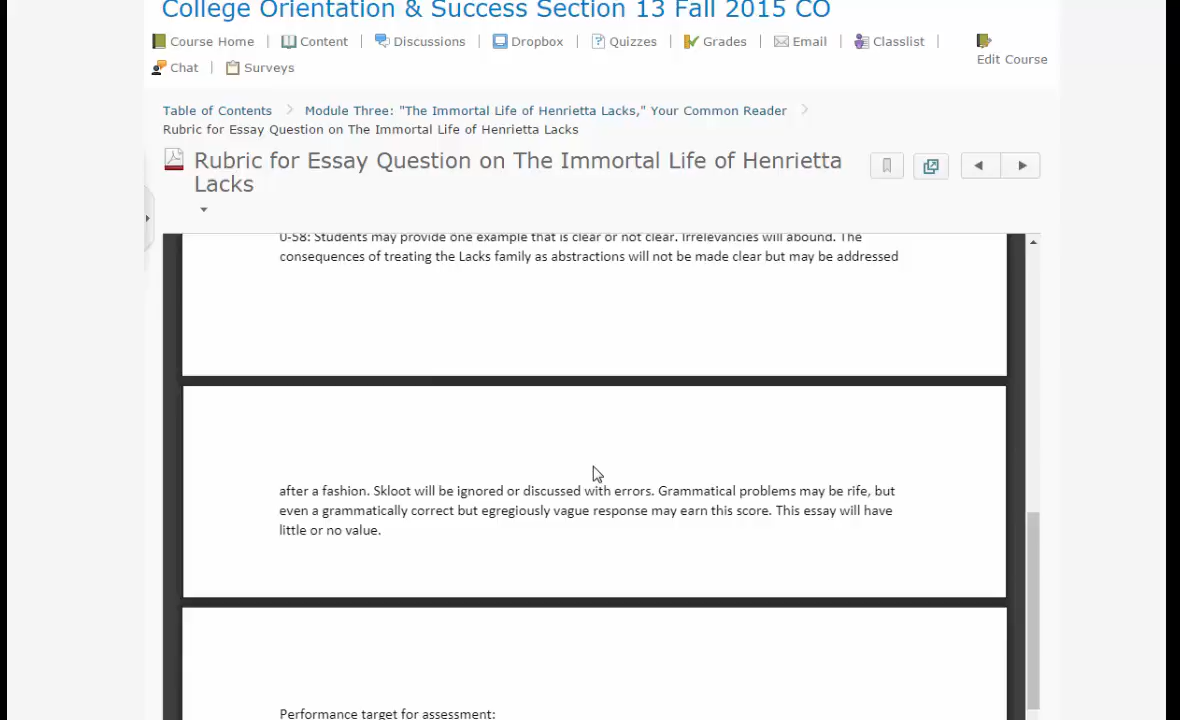 College Orientation & Success Section 13 Fall 2015 CO
Course Home | Content | Discussions | Dropbox | Quizzes | Grades | Email | Classlist |
Edit Course
Chat | Surveys
Table of Contents
Module Three: "The Immortal Life of Henrietta Lacks," Your Common Reader
Rubric for Essay Question on The Immortal Life of Henrietta Lacks
Rubric for Essay Question on The Immortal Life of Henrietta
Lacks
0-58: Students may provide one example that is clear or not clear. Irrelevancies will abound. The
consequences of treating the Lacks family as abstractions will not be made clear but may be addressed
after a fashion. Skloot will be ignored or discussed with errors. Grammatical problems may be rife, but
even a grammatically correct but egregiously vague response may earn this score. This essay will have
little or no value.
Performance target for assessment: